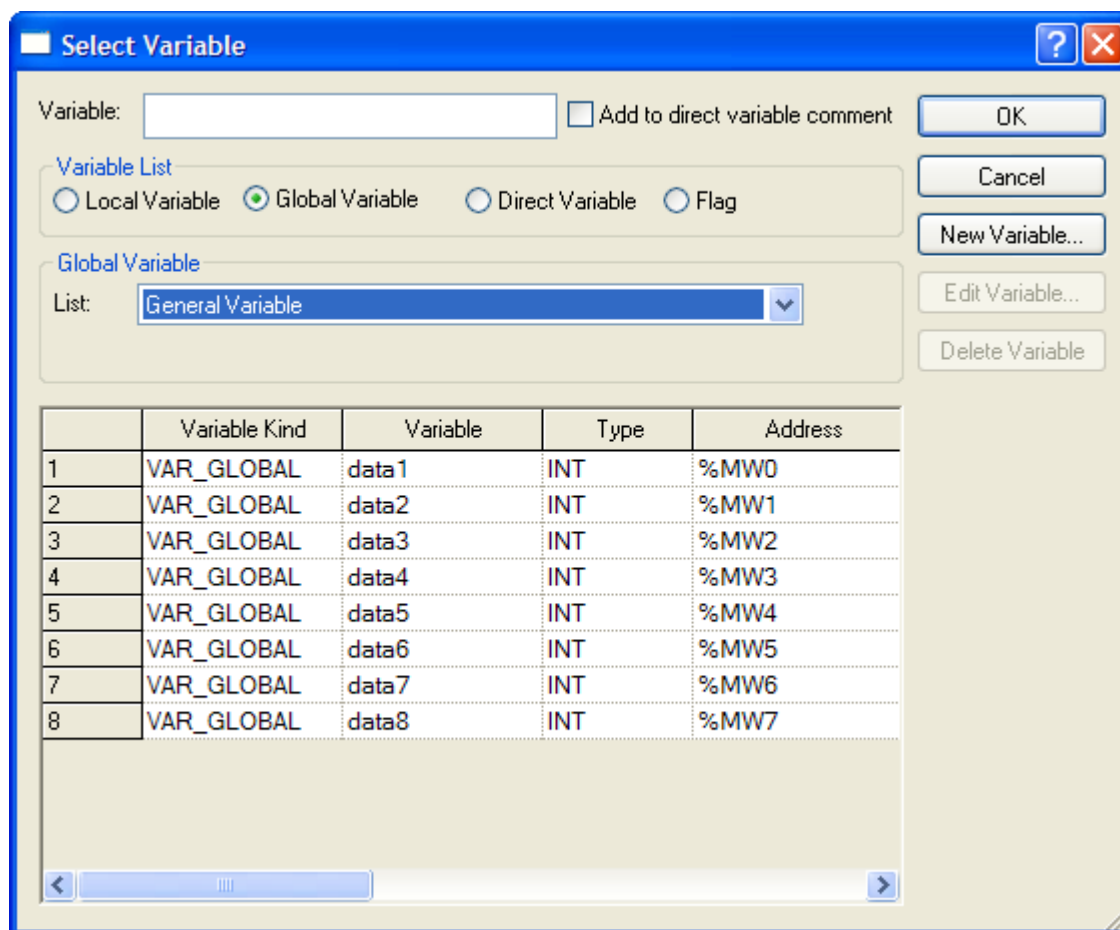 Select Variable
Variable:
Add to direct variable comment
OK
Variable List
Cancel
Local Variable Global Variable Direct Variable Flag
New Variable...
Global Variable
List: General Variable
Edit Variable...
Delete Variable
Variable Kind Variable Type Address
1 VAR_GLOBAL data1 INT %MW0
2 VAR_GLOBAL data2 INT %MW1
3 VAR_GLOBAL data3 INT %MW2
4 VAR_GLOBAL data4 INT %MW3
5 VAR_GLOBAL data5 INT %MW4
6 VAR_GLOBAL data6 INT %MW5
7 VAR_GLOBAL data7 INT %MW6
8 VAR_GLOBAL data8 INT %MW7